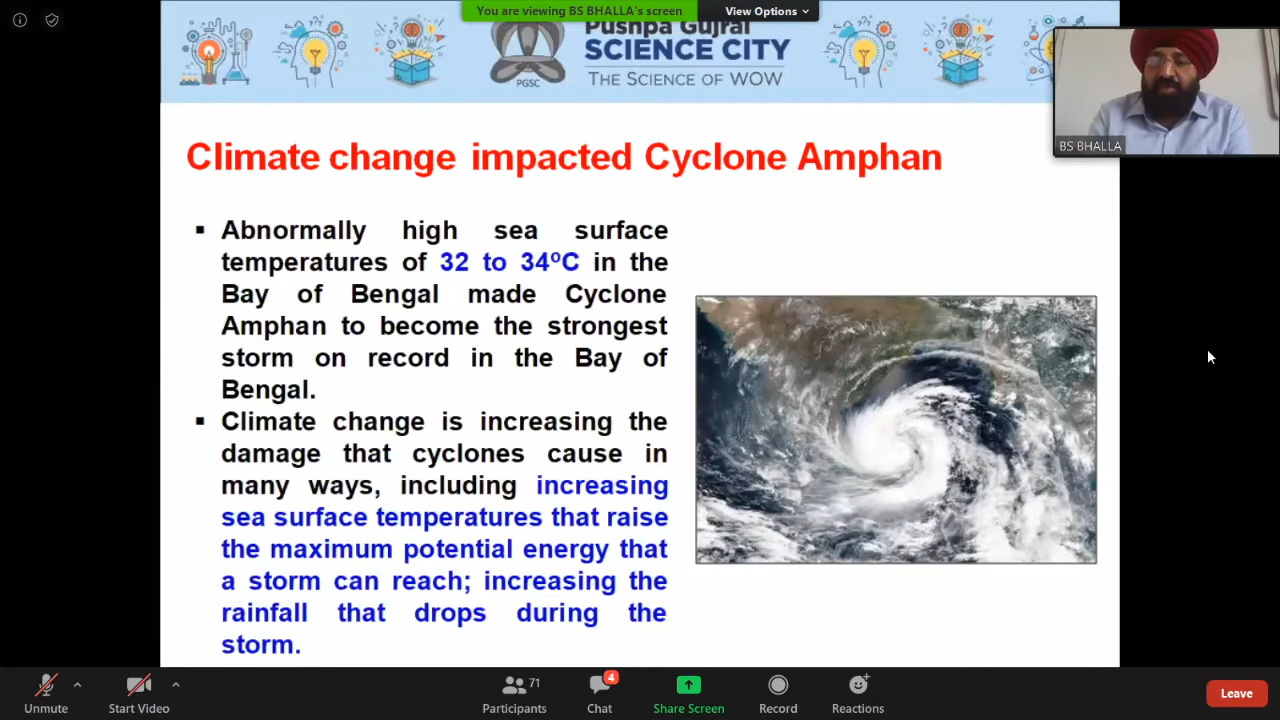 You are viewing BS BHALLA's screen
View Options
Pushpa Gujral
SCIENCE CITY
THE SCIENCE OF WOW
PGSC
BS BHALLA
Climate change impacted Cyclone Amphan
▪ Abnormally high sea surface
temperatures of 32 to 34ºC in the
Bay of Bengal made Cyclone
Amphan to become the strongest
storm on record in the Bay of
Bengal.
▪ Climate change is increasing the
damage that cyclones cause in
many ways, including increasing
sea surface temperatures that raise
the maximum potential energy that
a storm can reach; increasing the
rainfall that drops during the
storm.
Unmute
Start Video
Participants
71
Chat
4
Share Screen
Record
Reactions
Leave